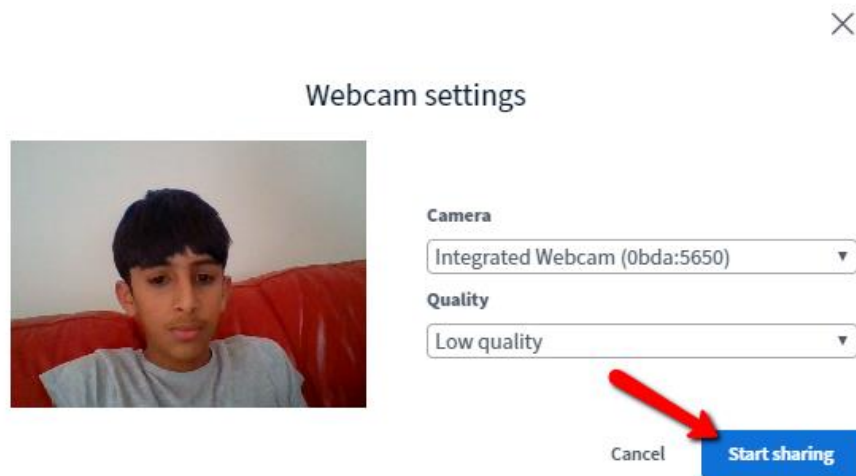 Webcam settings
Camera
Integrated Webcam (0bda:5650)
Quality
Low quality
Cancel
Start sharing